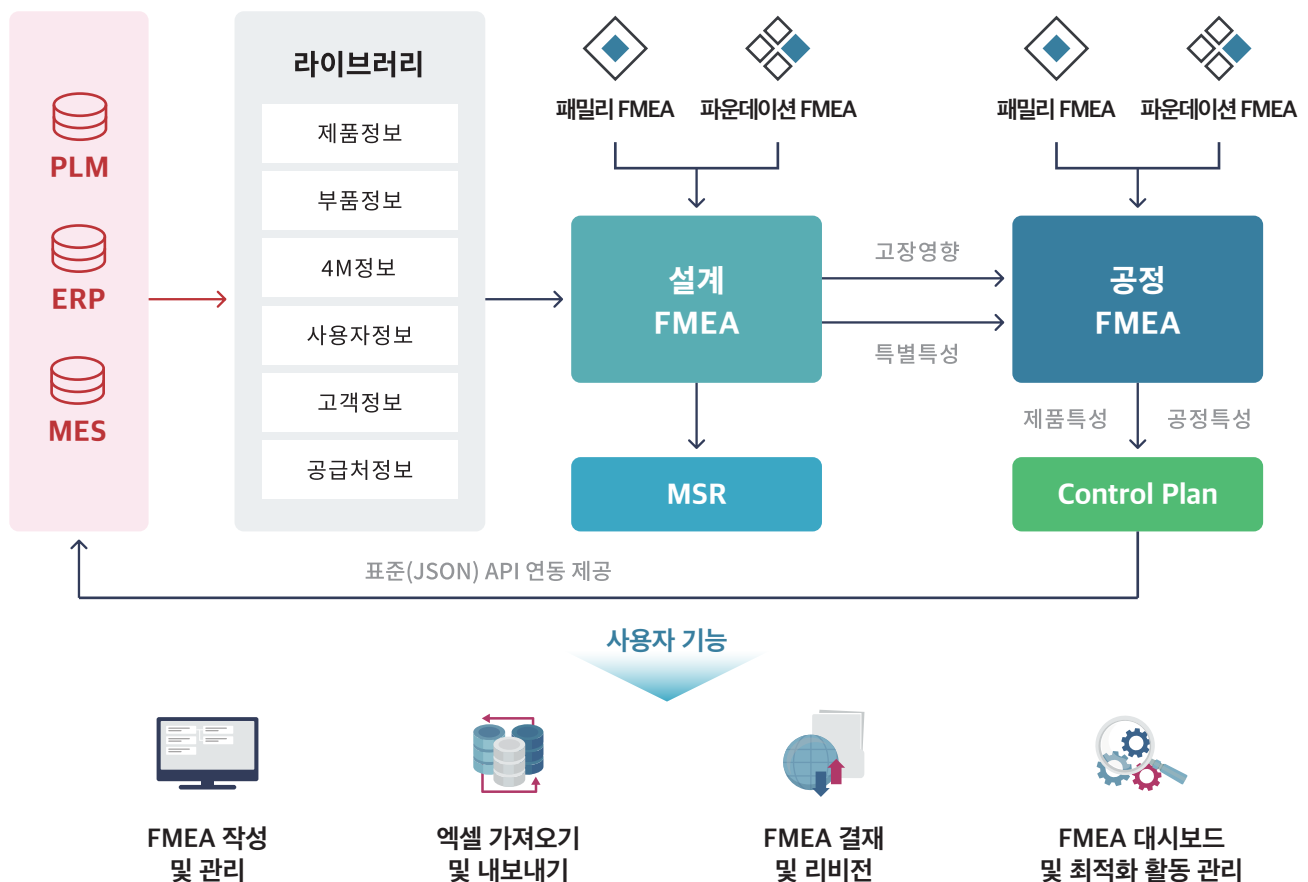 PLM
ERP
MES
라이브러리
제품정보
부품정보
4M정보
사용자정보
고객정보
공급처정보
패밀리 FMEA
파운데이션 FMEA
설계
FMEA
MSR
고장영향
특별특성
패밀리 FMEA
파운데이션 FMEA
공정
FMEA
제품특성
공정특성
Control Plan
표준(JSON) API 연동 제공
사용자 기능
FMEA 작성
및 관리
엑셀 가져오기
및 내보내기
FMEA 결재
및 리비전
FMEA 대시보드
및 최적화 활동 관리